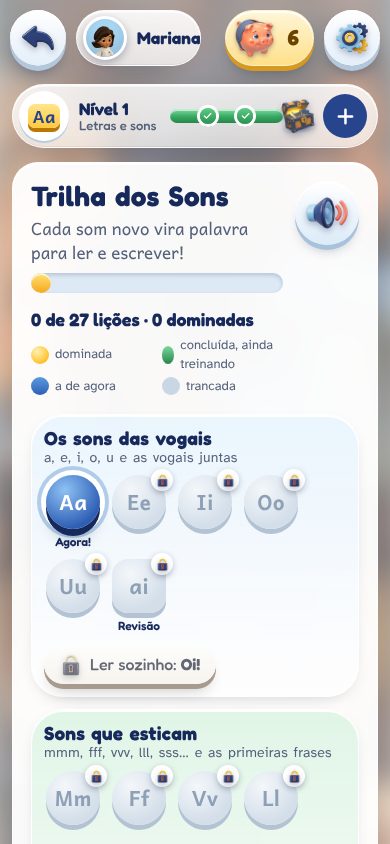 Mariana
6
Aa
Nível 1
Letras e sons
Trilha dos Sons
Cada som novo vira palavra
para ler e escrever!
0 de 27 lições · 0 dominadas
dominada
concluída, ainda
treinando
a de agora
trancada
Os sons das vogais
a, e, i, o, u e as vogais juntas
Aa
Ee
Ii
Oo
Agora!
Uu
ai
Revisão
Ler sozinho: Oi!
Sons que esticam
mmm, fff, vvv, lll, sss... e as primeiras frases
Mm
Ff
Vv
Ll